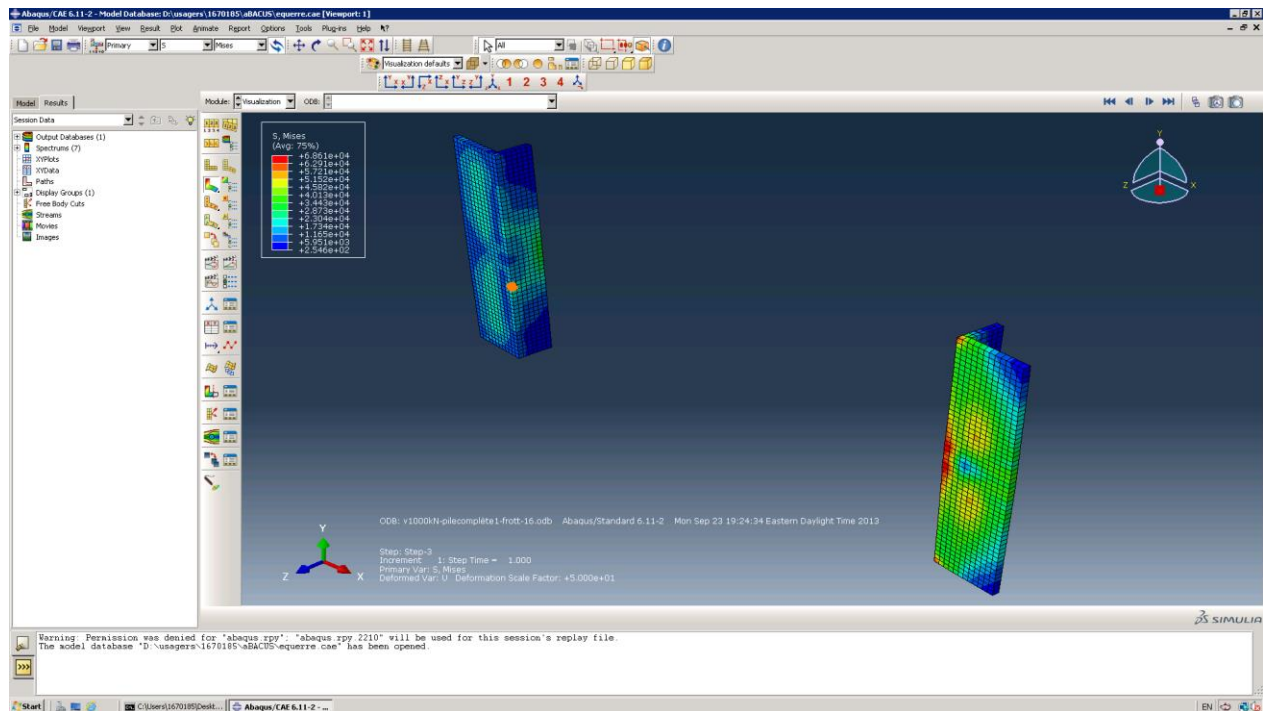 Abaqus/CAE 6.11-2 - Model Database: D:\usagers\1670185\aBACUS\equerre.cae [Viewport: 1]
File Model Viewport View Result Plot Animate Report Options Tools Plug-ins Help
Primary S Mises All
Visualization defaults
1 2 3 4
Model Results Module: Visualization ODB:
Session Data
Output Databases (1)
Spectrums (7)
XYPlots
XYData
Paths
Display Groups (1)
Free Body Cuts
Streams
Movies
Images
S, Mises
(Avg: 75%)
+6.861e+04
+6.291e+04
+5.721e+04
+5.152e+04
+4.582e+04
+4.013e+04
+3.443e+04
+2.873e+04
+2.304e+04
+1.734e+04
+1.165e+04
+5.951e+03
+2.546e+02
Y
Z X
ODB: v1000kN-pilecomplète1-frott-16.odb Abaqus/Standard 6.11-2 Mon Sep 23 19:24:34 Eastern Daylight Time 2013
Y
Z X
Step: Step-3
Increment 1: Step Time = 1.000
Primary Var: S, Mises
Deformed Var: U Deformation Scale Factor: +5.000e+01
SIMULIA
Warning: Permission was denied for "abaqus.rpy"; "abaqus.rpy.2210" will be used for this session's replay file.
The model database "D:\usagers\1670185\aBACUS\equerre.cae" has been opened.
>>>
Start C:\Users\1670185\Deskt... Abaqus/CAE 6.11-2 - ... EN